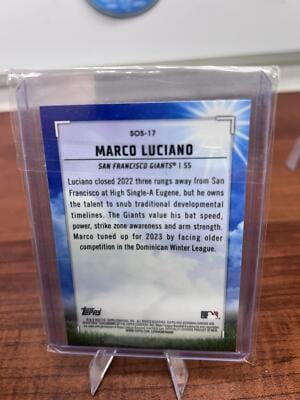 SOS-17
MARCO LUCIANO
SAN FRANCISCO GIANTS® | SS
Luciano closed 2022 three rungs away from San
Francisco at High Single-A Eugene, but he owns
the talent to snub traditional developmental
timelines. The Giants value his bat speed,
power, strike zone awareness and arm strength.
Marco tuned up for 2023 by facing older
competition in the Dominican Winter League.
Topps